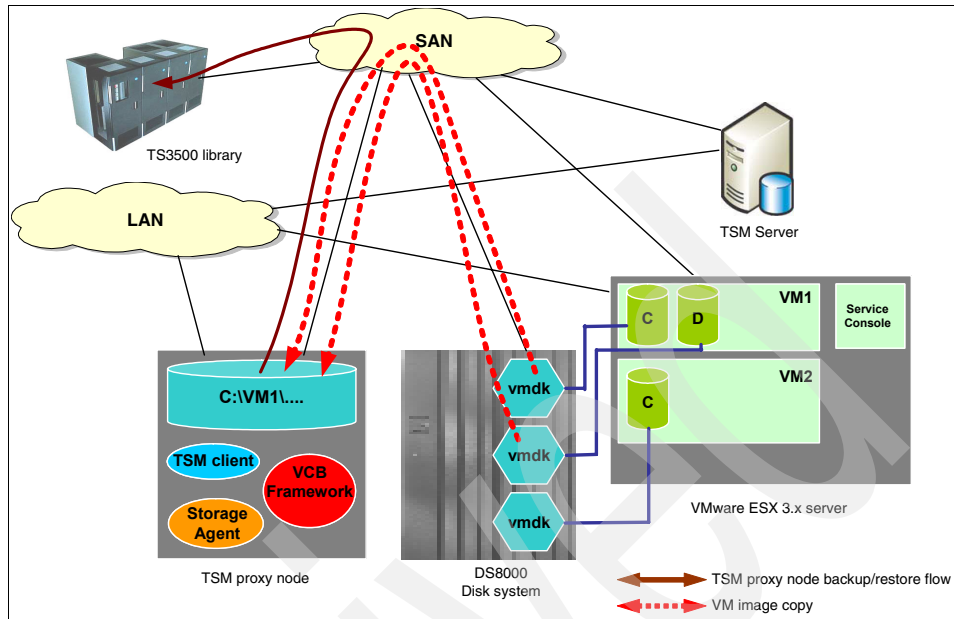 SAN
TS3500 library
LAN
TSM Server
VM1
C
D
Service
Console
VM2
C
C:\VM1\....
TSM client
VCB
Framework
Storage
Agent
TSM proxy node
vmdk
vmdk
vmdk
DS8000
Disk system
VMware ESX 3.x server
TSM proxy node backup/restore flow
VM image copy